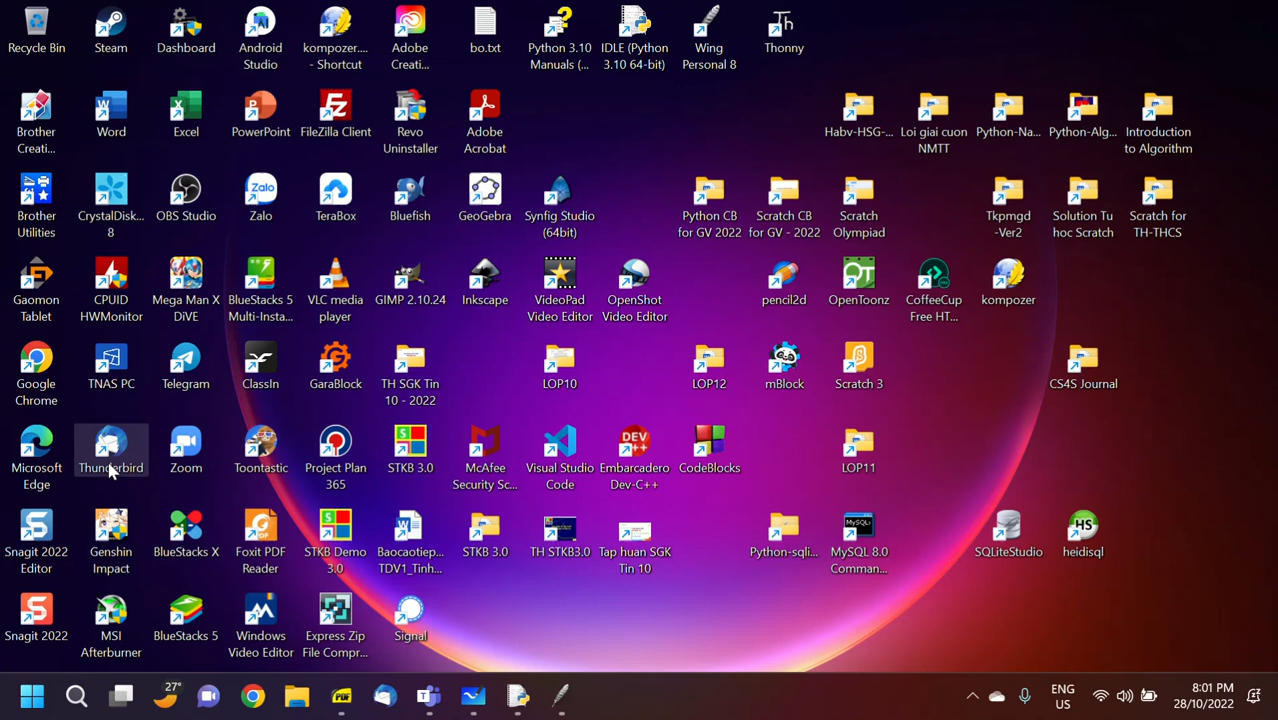 Recycle Bin
Steam
Dashboard
Android Studio
kompozer.... - Shortcut
Adobe Creati...
bo.txt
Python 3.10 Manuals (...
IDLE (Python 3.10 64-bit)
Wing Personal 8
Th
Thonny
Brother Creati...
Word
Excel
PowerPoint
FileZilla Client
Revo Uninstaller
Adobe Acrobat
Habv-HSG-...
Loi giai cuon NMTT
Python-Na...
Python-Alg...
Introduction to Algorithm
Brother Utilities
CrystalDisk... 8
OBS Studio
Zalo
TeraBox
Bluefish
GeoGebra
Synfig Studio (64bit)
Python CB for GV 2022
Scratch CB for GV - 2022
Scratch Olympiad
Tkpmgd -Ver2
Solution Tu hoc Scratch
Scratch for TH-THCS
Gaomon Tablet
CPUID HWMonitor
Mega Man X DiVE
BlueStacks 5 Multi-Insta...
VLC media player
GIMP 2.10.24
Inkscape
VideoPad Video Editor
OpenShot Video Editor
pencil2d
OpenToonz
CoffeeCup Free HT...
kompozer
Google Chrome
TNAS PC
Telegram
ClassIn
GaraBlock
TH SGK Tin 10 - 2022
LOP10
LOP12
mBlock
Scratch 3
CS4S Journal
Microsoft Edge
Thunderbird
Zoom
Toontastic
Project Plan 365
STKB 3.0
McAfee Security Sc...
Visual Studio Code
Embarcadero Dev-C++
CodeBlocks
LOP11
Snagit 2022 Editor
Genshin Impact
BlueStacks X
Foxit PDF Reader
STKB Demo 3.0
Baocaotiep... TDV1_Tinh...
STKB 3.0
TH STKB3.0
Tap huan SGK Tin 10
Python-sqli...
MySQL 8.0 Comman...
SQLiteStudio
heidisql
Snagit 2022
MSI Afterburner
BlueStacks 5
Windows Video Editor
Express Zip File Compr...
Signal
27°
PDF
ENG US
8:01 PM
28/10/2022